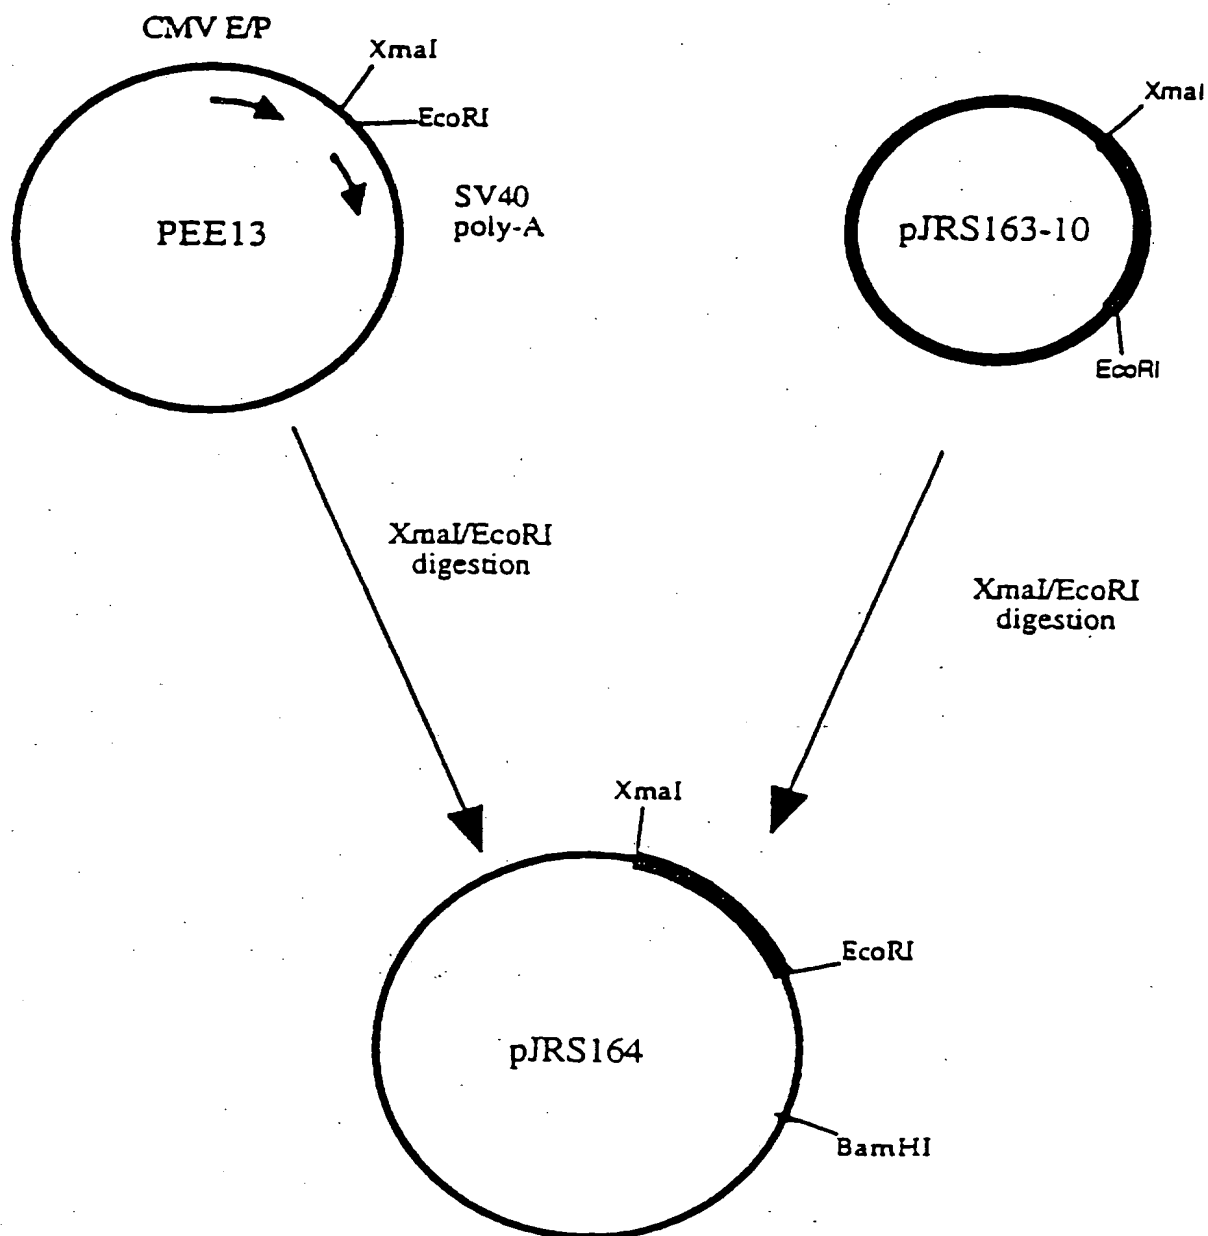 CMV E/P
XmaI
EcoRI
SV40
poly-A
PEE13
XmaI
pJRS163-10
EcoRI
XmaI/EcoRI
digestion
XmaI/EcoRI
digestion
XmaI
EcoRI
pJRS164
BamHI